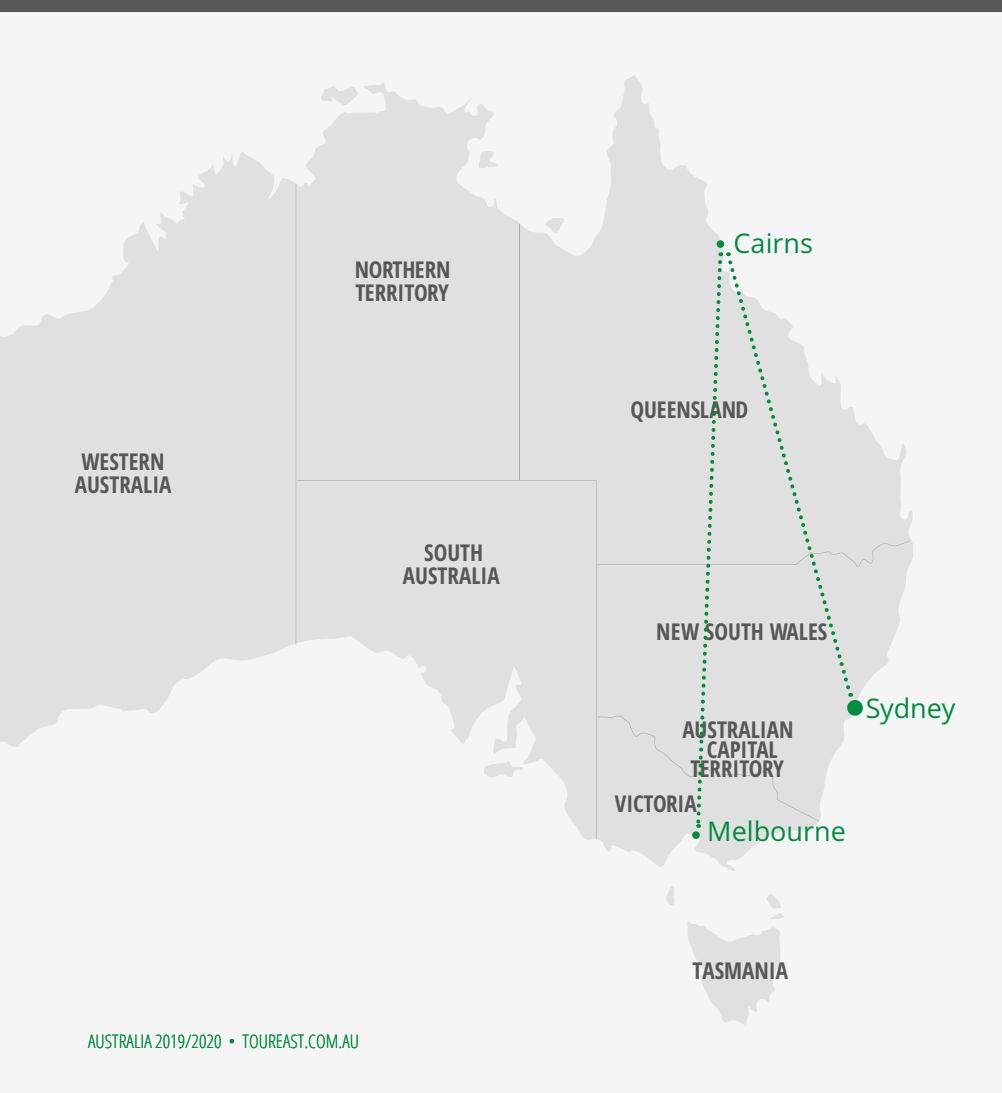 Cairns
NORTHERN
TERRITORY
QUEENSLAND
WESTERN
AUSTRALIA
SOUTH
AUSTRALIA
NEW SOUTH WALES
Sydney
AUSTRALIAN
CAPITAL
TERRITORY
VICTORIA
Melbourne
TASMANIA
AUSTRALIA 2019/2020 • TOUREAST.COM.AU